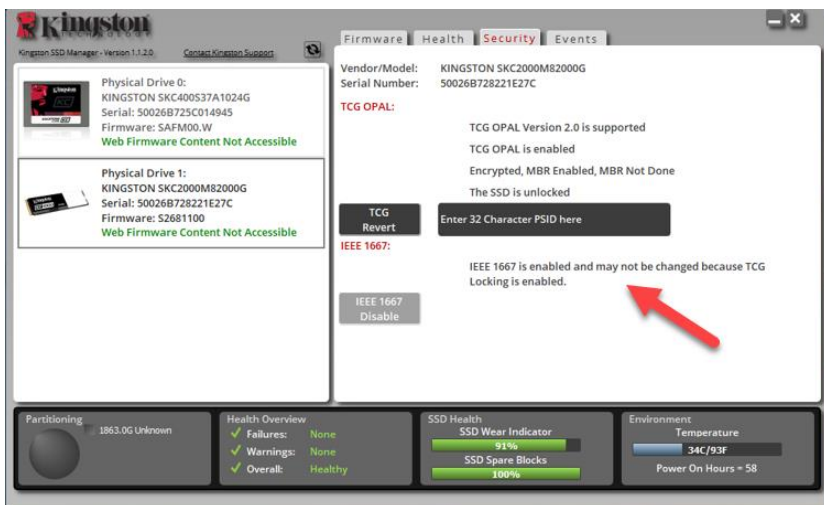 Kingston
TECHNOLOGY
Kingston SSD Manager - Version 1.1.2.0 Contact Kingston Support
Firmware Health Security Events
Physical Drive 0:
KINGSTON SKC400S37A1024G
Serial: 50026B725C014945
Firmware: SAFM00.W
Web Firmware Content Not Accessible
Physical Drive 1:
KINGSTON SKC2000M82000G
Serial: 50026B728221E27C
Firmware: S2681100
Web Firmware Content Not Accessible
Vendor/Model: KINGSTON SKC2000M82000G
Serial Number: 50026B728221E27C
TCG OPAL:
TCG OPAL Version 2.0 is supported
TCG OPAL is enabled
Encrypted, MBR Enabled, MBR Not Done
The SSD is unlocked
TCG
Revert
Enter 32 Character PSID here
IEEE 1667:
IEEE 1667 is enabled and may not be changed because TCG
Locking is enabled.
IEEE 1667
Disable
Partitioning
1863.0G Unknown
Health Overview
Failures: None
Warnings: None
Overall: Healthy
SSD Health
SSD Wear Indicator
91%
SSD Spare Blocks
100%
Environment
Temperature
34C/93F
Power On Hours = 58